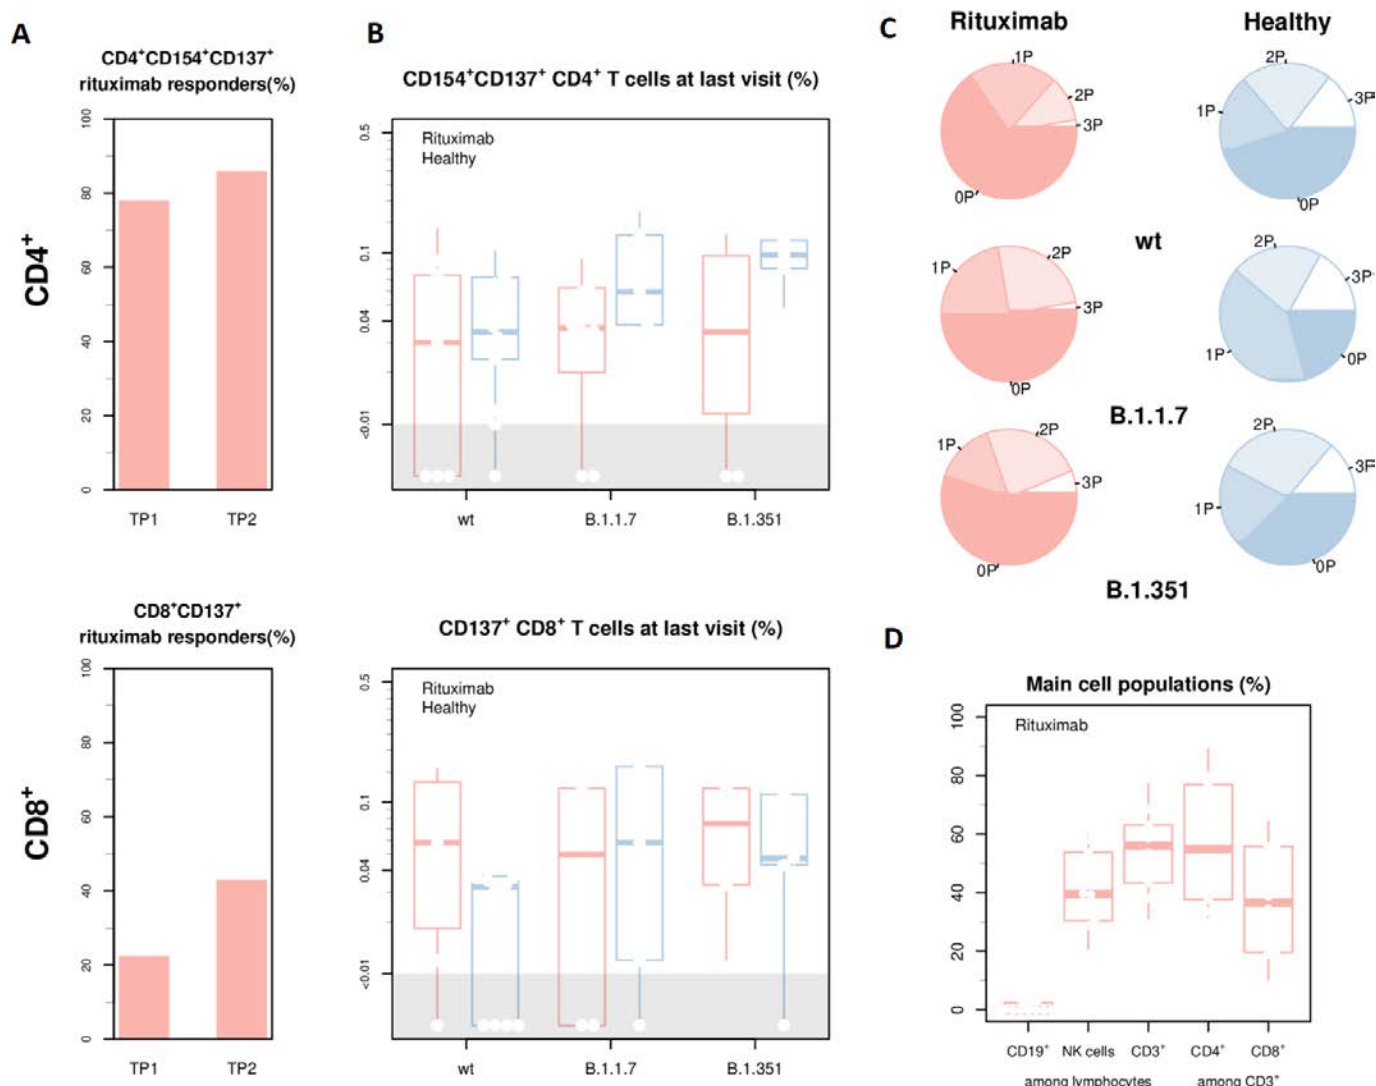 A
CD4⁺CD154⁺CD137⁺
rituximab responders(%)
CD4⁺
100
80
60
40
20
0
TP1 TP2
B
CD154⁺CD137⁺ CD4⁺ T cells at last visit (%)
Rituximab
Healthy
0.5
0.1
0.04
<0.01
wt B.1.1.7 B.1.351
C
Rituximab Healthy
1P
2P
3P
0P
2P
1P
3P
0P
wt
1P
2P
3P
0P
2P
3P
1P
0P
B.1.1.7
1P
2P
3P
0P
2P
3P
1P
0P
B.1.351
CD8⁺CD137⁺
rituximab responders(%)
CD8⁺
100
80
60
40
20
0
TP1 TP2
CD137⁺ CD8⁺ T cells at last visit (%)
Rituximab
Healthy
0.5
0.1
0.04
<0.01
wt B.1.1.7 B.1.351
D
Main cell populations (%)
Rituximab
100
80
60
40
20
0
CD19⁺ NK cells CD3⁺ CD4⁺ CD8⁺
among lymphocytes among CD3⁺